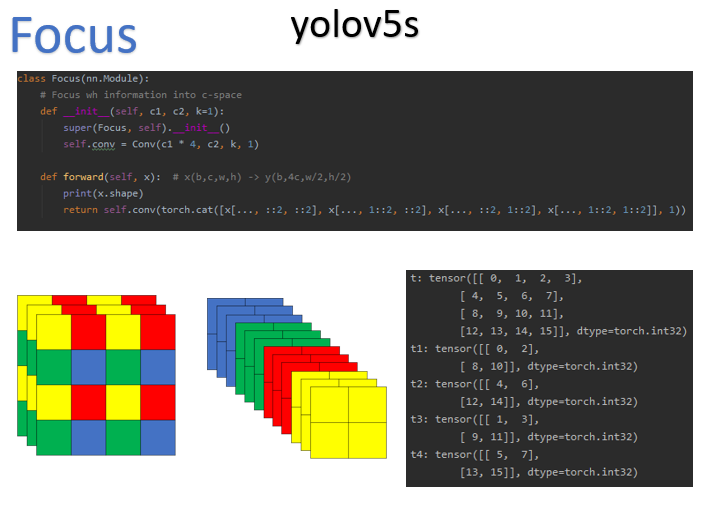 Focus
yolov5s
class Focus(nn.Module):
    # Focus wh information into c-space
    def __init__(self, c1, c2, k=1):
        super(Focus, self).__init__()
        self.conv = Conv(c1 * 4, c2, k, 1)
    def forward(self, x):  # x(b,c,w,h) -> y(b,4c,w/2,h/2)
        print(x.shape)
        return self.conv(torch.cat([x[..., ::2, ::2], x[..., 1::2, ::2], x[..., ::2, 1::2], x[..., 1::2, 1::2]], 1))
t: tensor([[ 0,  1,  2,  3],
        [ 4,  5,  6,  7],
        [ 8,  9, 10, 11],
        [12, 13, 14, 15]], dtype=torch.int32)
t1: tensor([[ 0,  2],
        [ 8, 10]], dtype=torch.int32)
t2: tensor([[ 4,  6],
        [12, 14]], dtype=torch.int32)
t3: tensor([[ 1,  3],
        [ 9, 11]], dtype=torch.int32)
t4: tensor([[ 5,  7],
        [13, 15]], dtype=torch.int32)